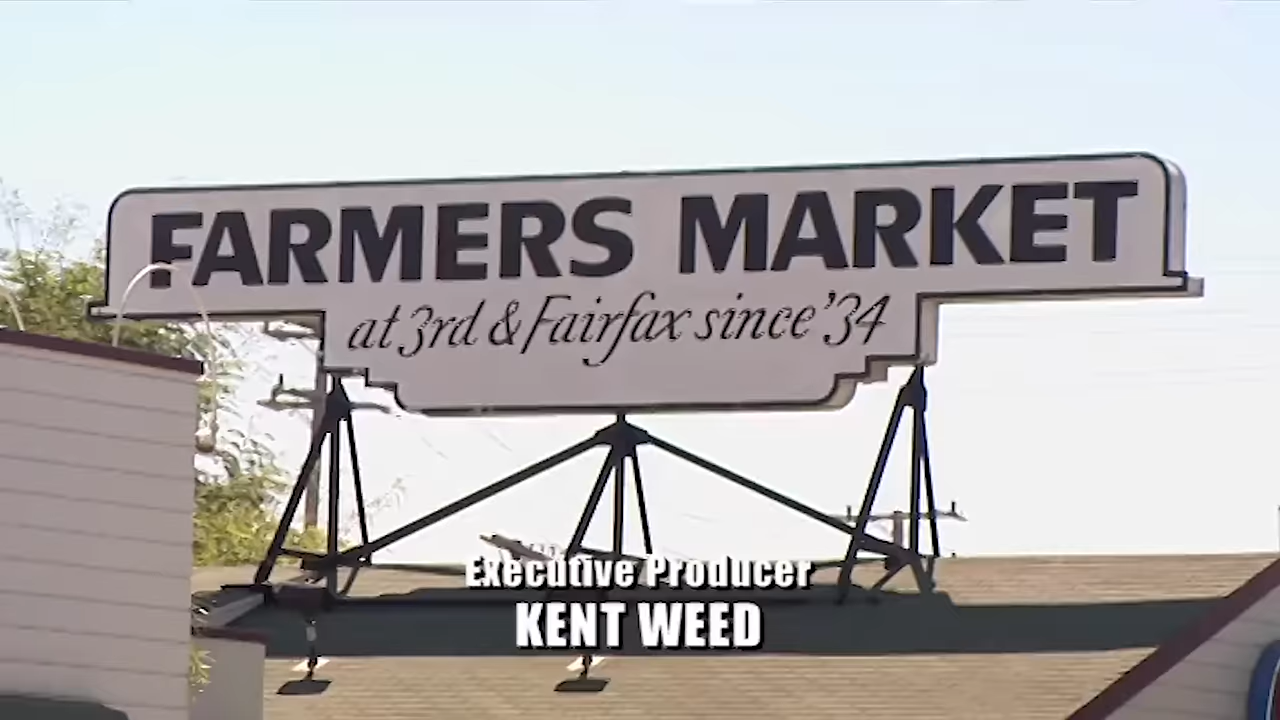 FARMERS MARKET
at 3rd & Fairfax since '34
Executive Producer
KENT WEED